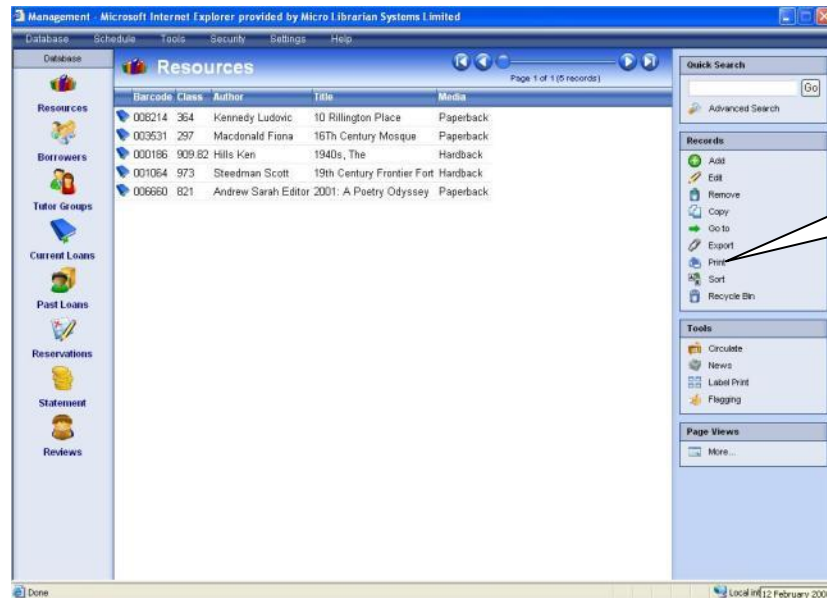 Management - Microsoft Internet Explorer provided by Micro Librarian Systems Limited
Database Schedule Tools Security Settings Help
Database
Resources
Borrowers
Tutor Groups
Current Loans
Past Loans
Reservations
Statement
Reviews
Resources
Page 1 of 1 (5 records)
Barcode Class Author Title Media
008214 364 Kennedy Ludovic 10 Rillington Place Paperback
003531 297 Macdonald Fiona 16Th Century Mosque Paperback
000186 909.82 Hills Ken 1940s, The Hardback
001064 973 Steedman Scott 19th Century Frontier Fort Hardback
006660 821 Andrew Sarah Editor 2001: A Poetry Odyssey Paperback
Quick Search
Go
Advanced Search
Records
Add
Edit
Remove
Copy
Go to
Export
Print
Sort
Recycle Bin
Tools
Circulate
News
Label Print
Flagging
Page Views
More...
Done
Local
12 February